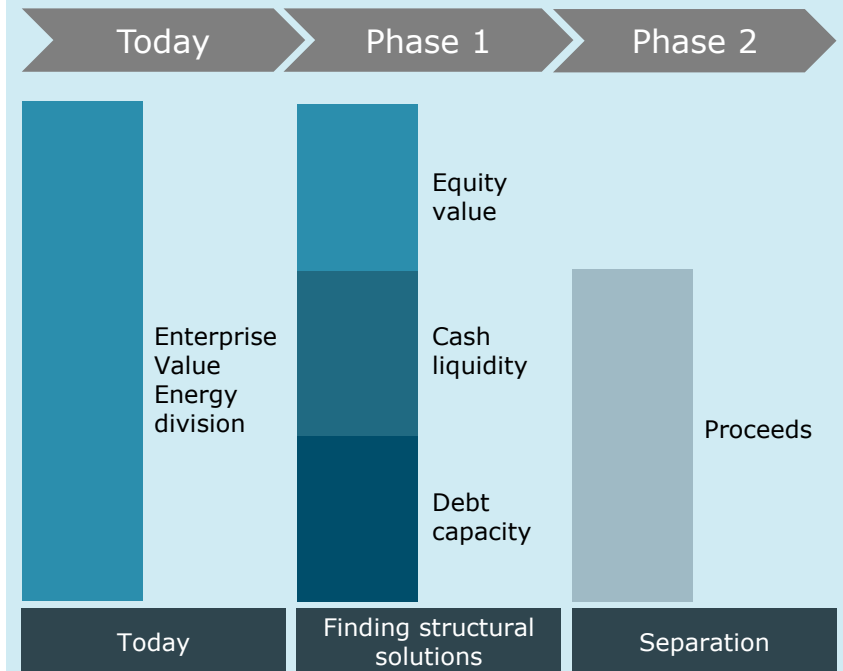 Today
Phase 1
Phase 2
Enterprise
Value
Energy
division
Equity
value
Cash
liquidity
Debt
capacity
Proceeds
Today
Finding structural
solutions
Separation